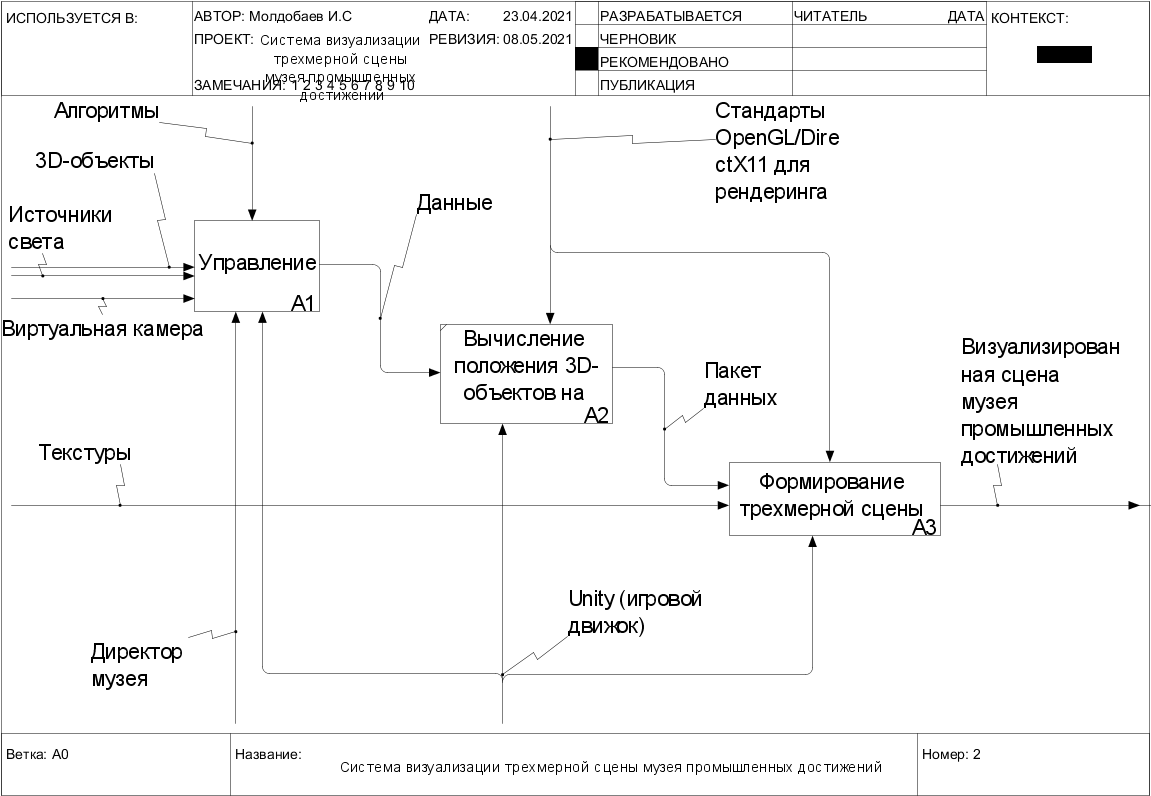 ИСПОЛЬЗУЕТСЯ В:
АВТОР: Молдобаев И.С
ДАТА: 23.04.2021
ПРОЕКТ: Система визуализации
трехмерной сцены
музея промышленных
достижений
РЕВИЗИЯ: 08.05.2021
ЗАМЕЧАНИЯ: 1 2 3 4 5 6 7 8 9 10
РАЗРАБАТЫВАЕТСЯ
ЧЕРНОВИК
РЕКОМЕНДОВАНО
ПУБЛИКАЦИЯ
ЧИТАТЕЛЬ ДАТА
КОНТЕКСТ:
Алгоритмы
3D-объекты
Источники
света
Виртуальная камера
Управление
A1
Данные
Стандарты
OpenGL/Dire
ctX11 для
рендеринга
Вычисление
положения 3D-
объектов на
A2
Пакет
данных
Визуализирован
ная сцена
музея
промышленных
достижений
Текстуры
Формирование
трехмерной сцены
A3
Unity (игровой
движок)
Директор
музея
Ветка: A0
Название:
Система визуализации трехмерной сцены музея промышленных достижений
Номер: 2